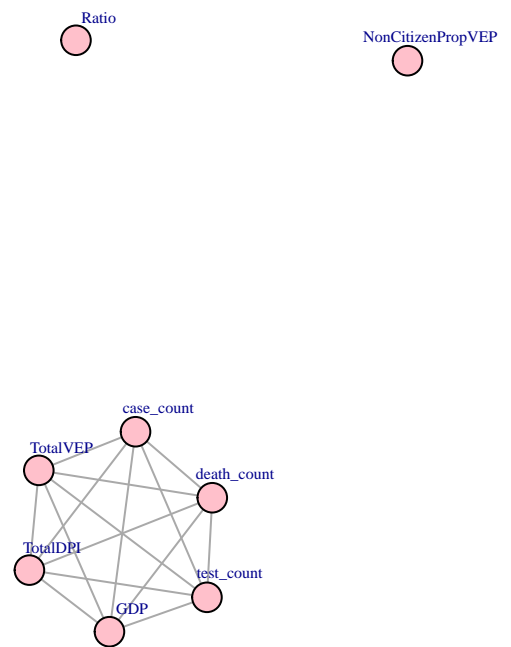 Ratio
NonCitizenPropVEP
case_count
TotalVEP
death_count
TotalDPI
test_count
GDP